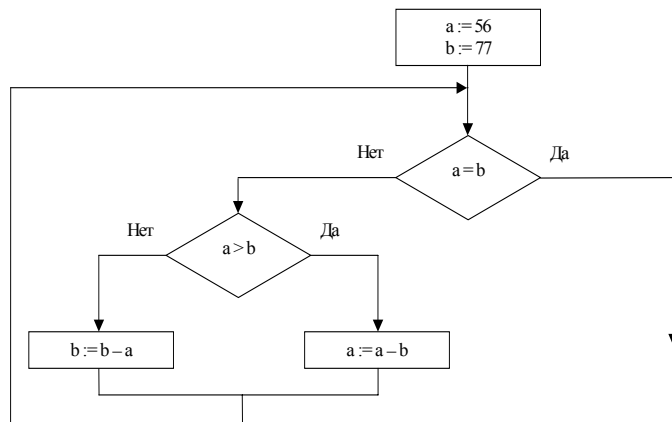 a := 56
b := 77
Нет
Да
a = b
Нет
Да
a > b
b := b – a
a := a – b